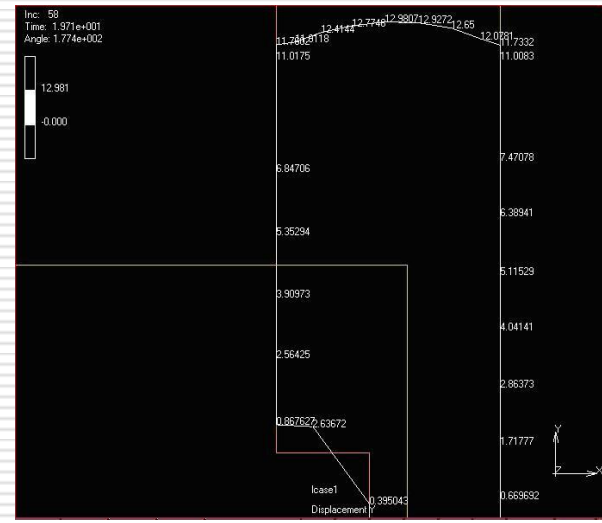 Inc: 58
Time: 1.971e+001
Angle: 1.774e+002
12.981
-0.000
12.4144 12.7746 12.9807 12.9272 12.65
12.0781
11.7332
11.0175
11.0083
7.47078
6.84706
6.38941
5.35294
5.11529
3.90973
4.04141
2.56425
2.86373
0.867627 2.63672
1.71777
Y
Z X
lcase1
0.395043
0.669692
Displacement Y